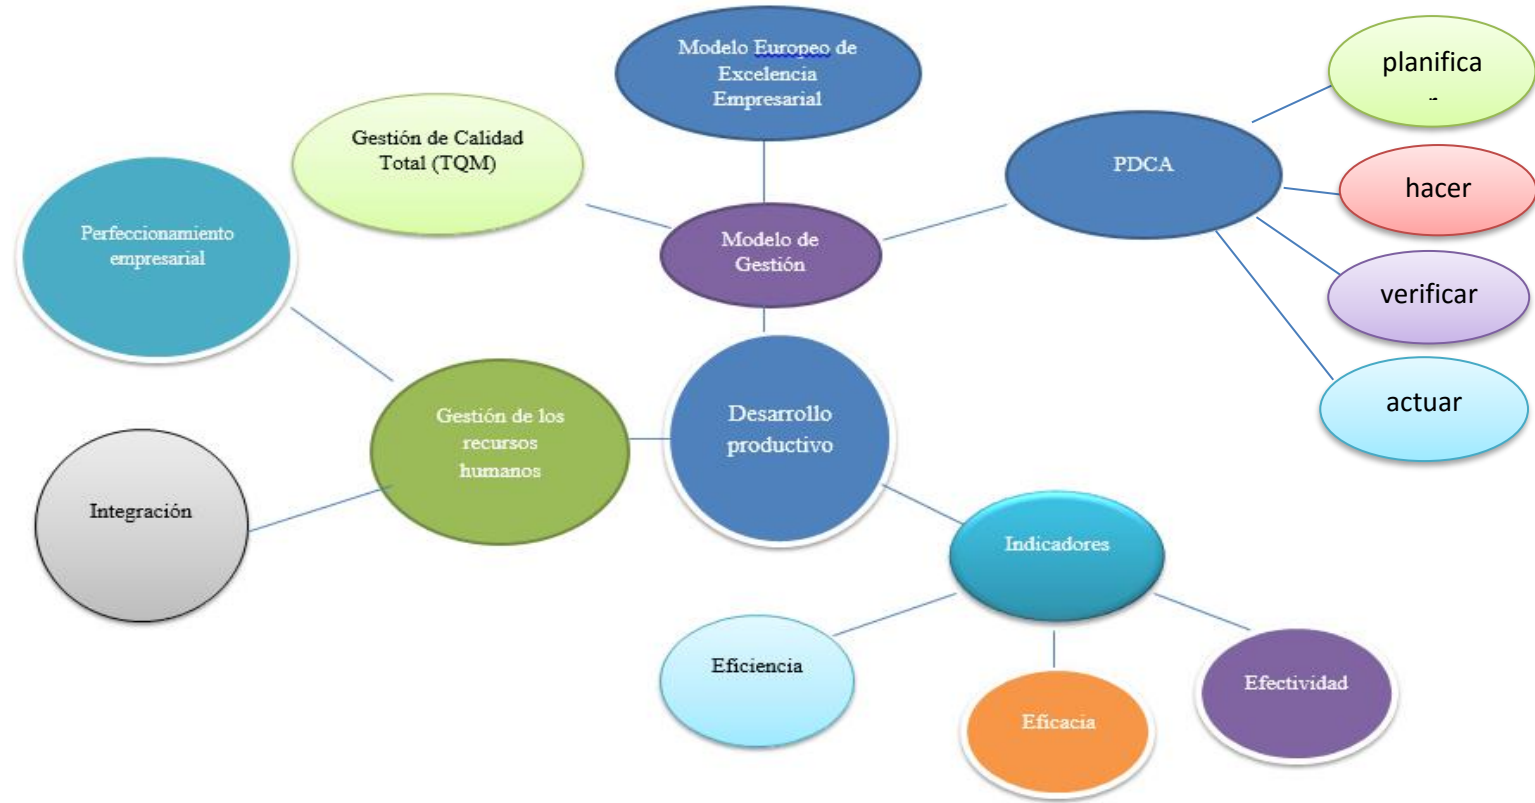 Modelo Europeo de
Excelencia
Empresarial
planifica
r
Gestión de Calidad
Total (TQM)
PDCA
hacer
Perfeccionamiento
empresarial
Modelo de
Gestión
verificar
actuar
Gestión de los
recursos
humanos
Desarrollo
productivo
Integración
Indicadores
Eficiencia
Eficacia
Efectividad